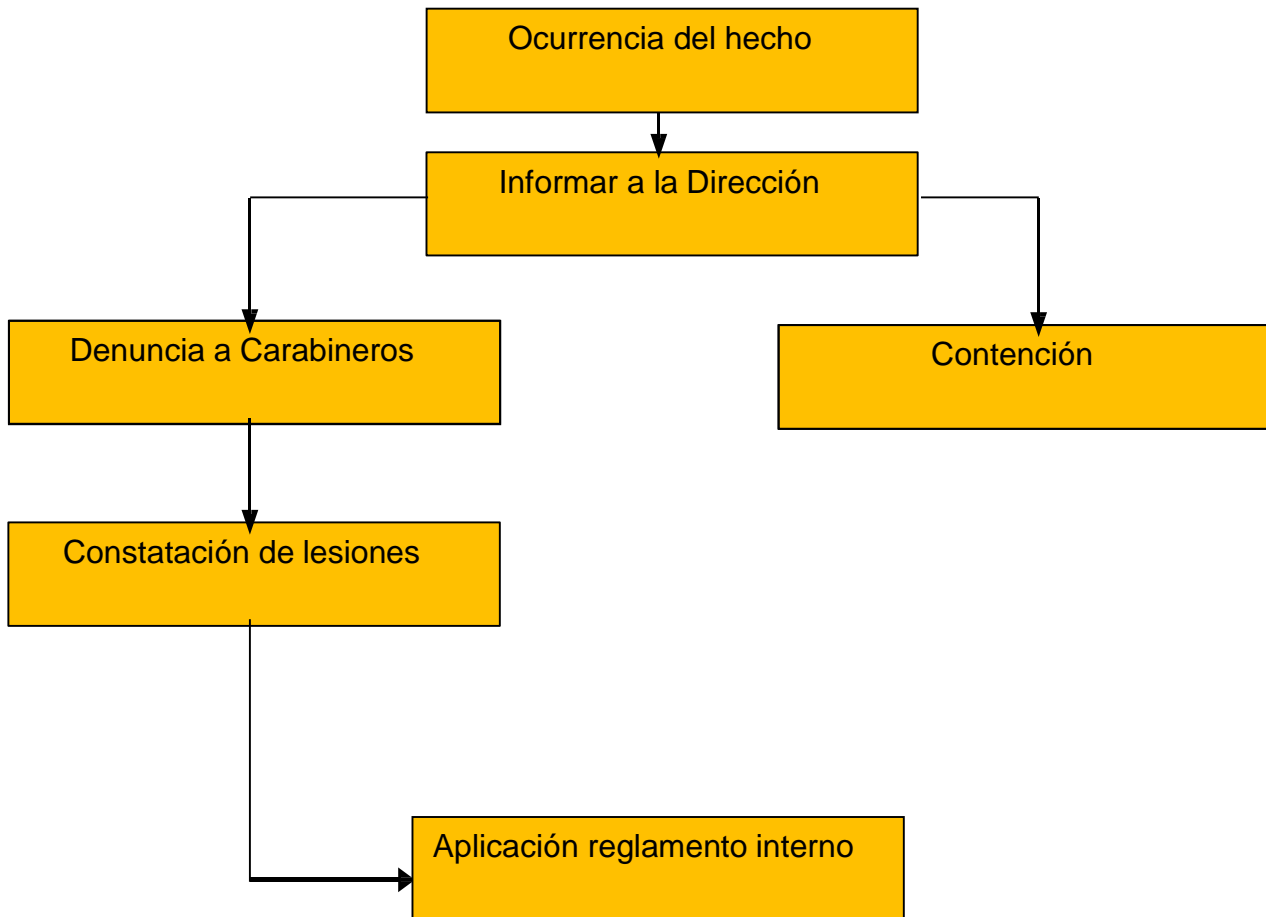 Ocurrencia del hecho
Informar a la Dirección
Denuncia a Carabineros
Contención
Constatación de lesiones
Aplicación reglamento interno